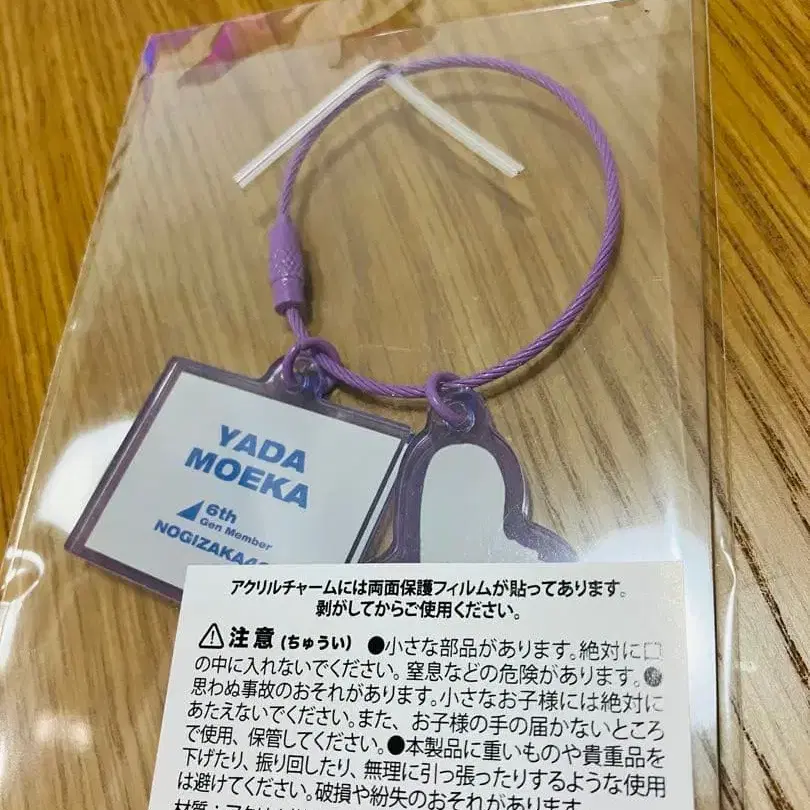 YADA
MOEKA
6th
Gen Member
NOGIZAKA
アクリルチャームには両面保護フィルムが貼ってあります。
剥がしてからご使用ください。
⚠注意(ちゅうい) ●小さな部品があります。絶対に口
の中に入れないでください。窒息などの危険があります。●
思わぬ事故のおそれがあります。小さなお子様には絶対に
あたえないでください。また、お子様の手の届かないところ
で使用、保管してください。●本製品に重いものや貴重品を
下げたり、振り回したり、無理に引っ張ったりするような使用
は避けてください。破損や紛失のおそれがあります。
材質:アク